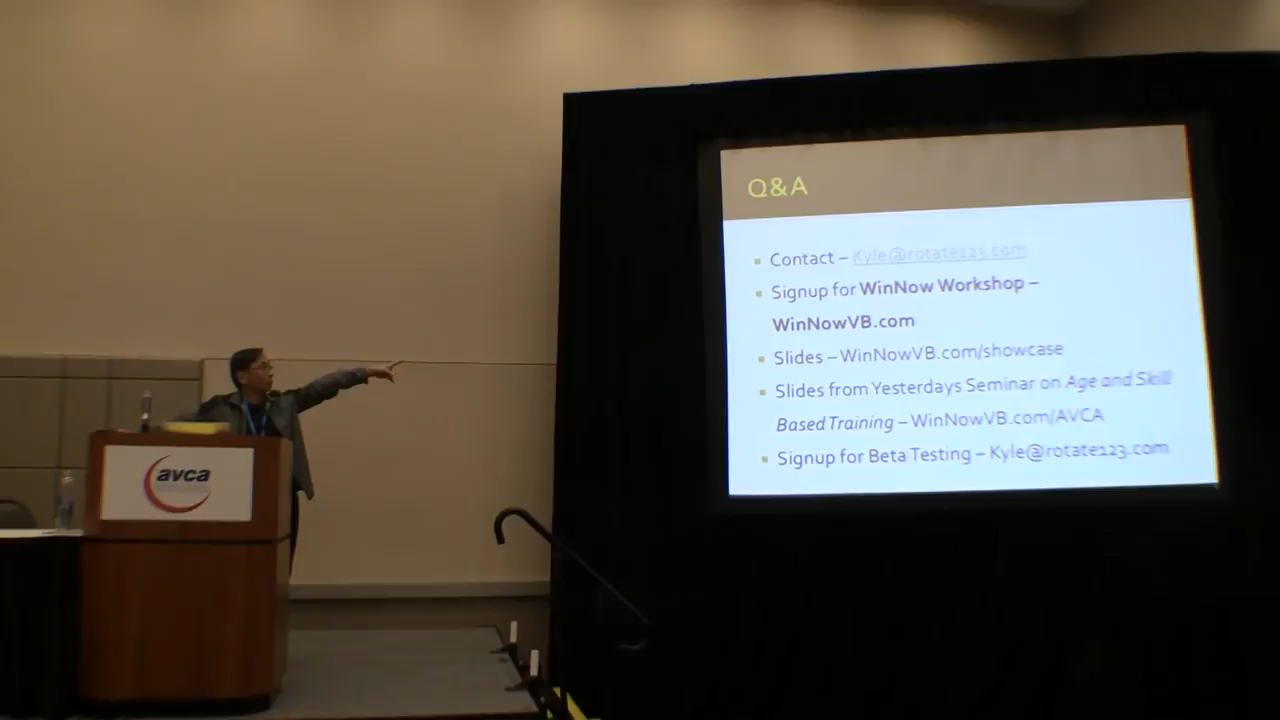 Q&A
Contact – Kyle@rotate123.com
Signup for WinNow Workshop –
WinNowVB.com
Slides – WinNowVB.com/showcase
Slides from Yesterdays Seminar on Age and Skill
Based Training – WinNowVB.com/AVCA
Signup for Beta Testing – Kyle@rotate123.com
avca